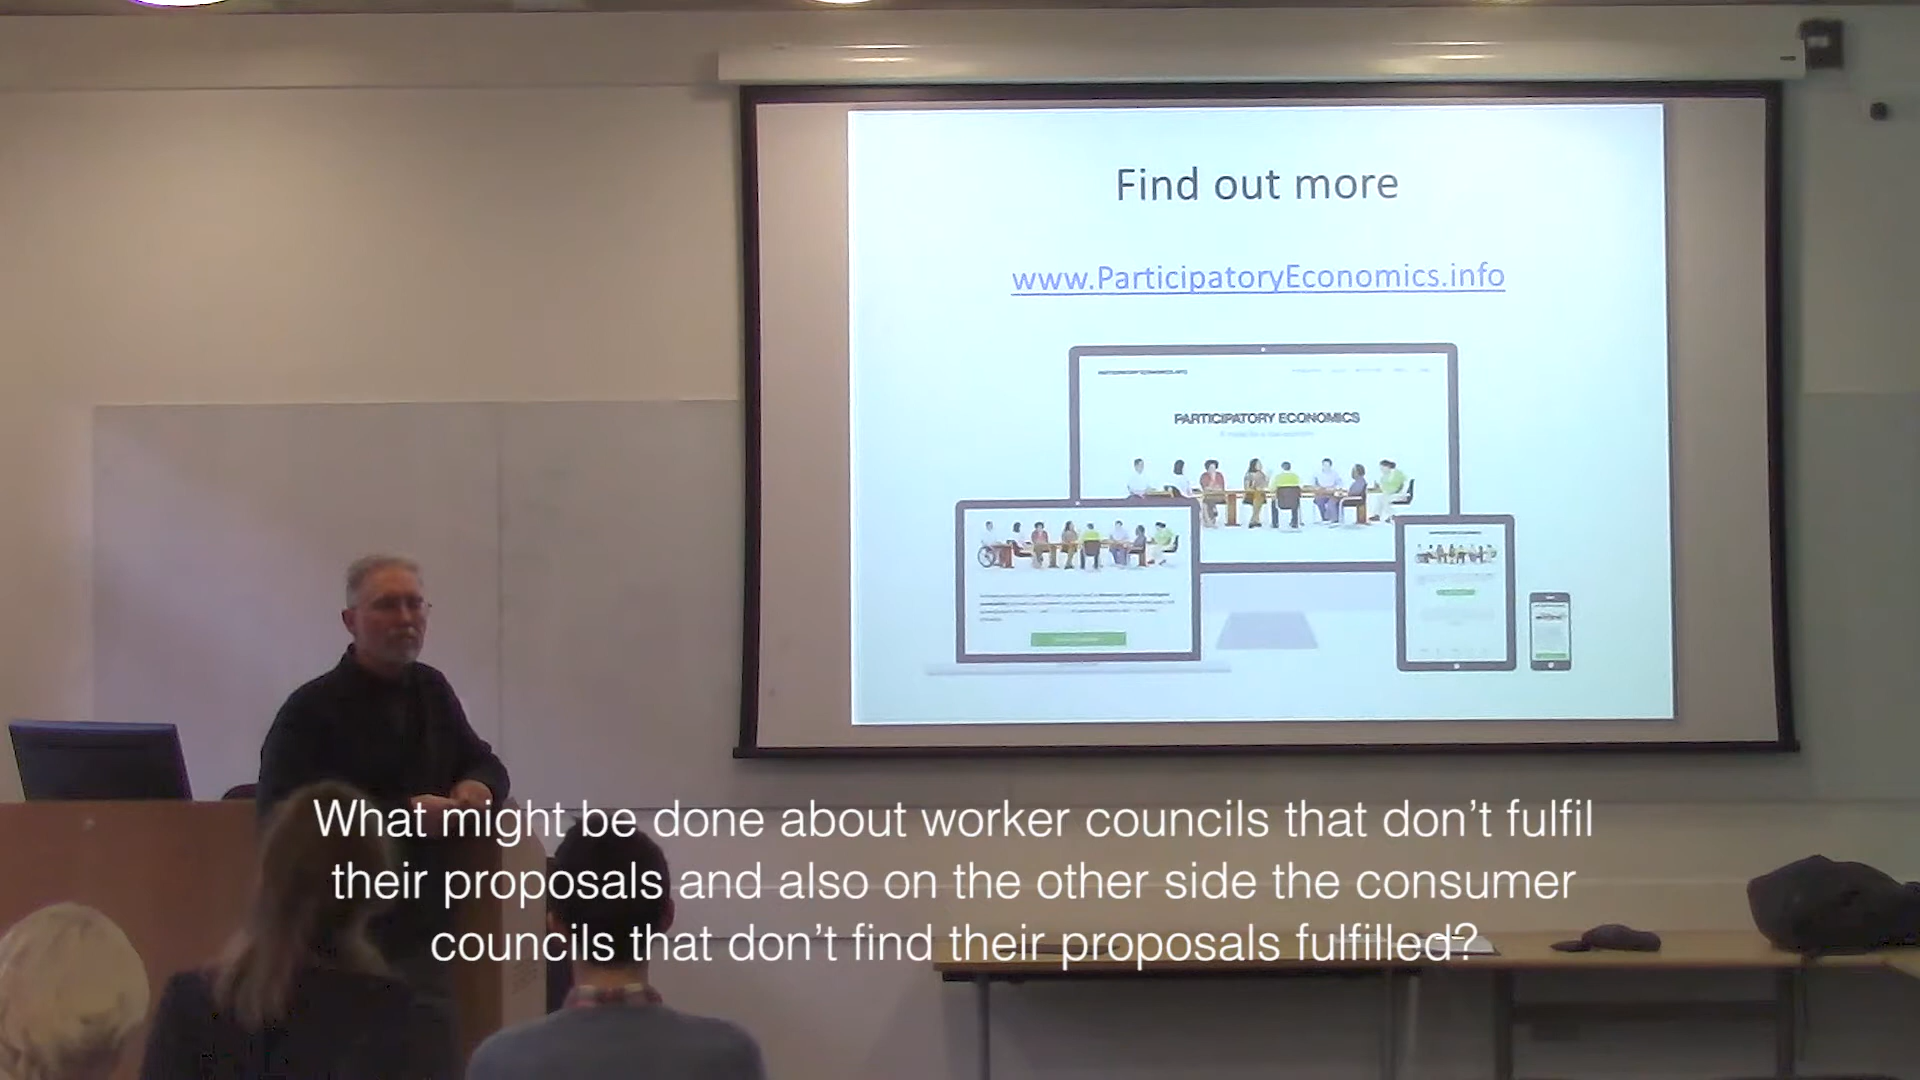 Find out more
www.ParticipatoryEconomics.info
PARTICIPATORY ECONOMICS
What might be done about worker councils that don't fulfil
their proposals and also on the other side the consumer
councils that don't find their proposals fulfilled?